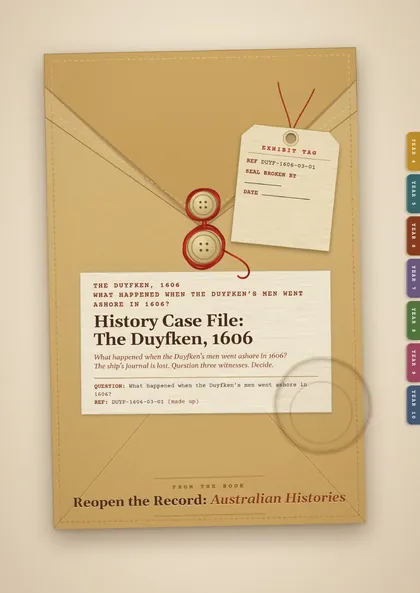 EXHIBIT TAG
REF DUYF-1606-03-01
SEAL BROKEN BY
DATE
THE DUYFKEN, 1606
WHAT HAPPENED WHEN THE DUYFKEN'S MEN WENT
ASHORE IN 1606?
History Case File:
The Duyfken, 1606
What happened when the Duyfken's men went ashore in 1606?
The ship's journal is lost. Question three witnesses. Decide.
QUESTION: What happened when the Duyfken's men went ashore in
1606?
REF: DUYF-1606-03-01 (made up)
FROM THE BOOK
Reopen the Record: Australian Histories
YEAR 4
YEAR 5
YEAR 6
YEAR 7
YEAR 8
YEAR 9
YEAR 10